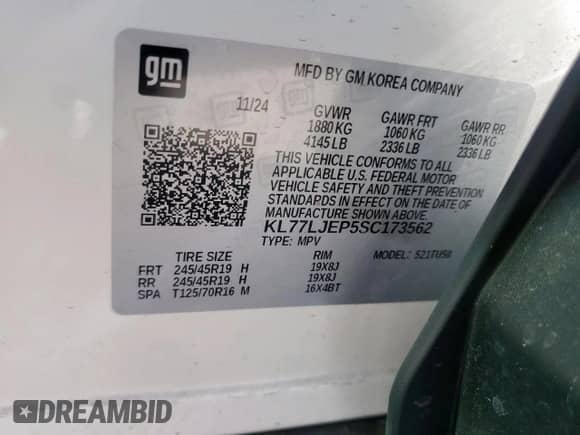 gm
MFD BY GM KOREA COMPANY
11/24 GVWR GAWR FRT GAWR RR
1880 KG 1060 KG 1060 KG
4145 LB 2336 LB 2336 LB
THIS VEHICLE CONFORMS TO ALL
APPLICABLE U.S. FEDERAL MOTOR
VEHICLE SAFETY AND THEFT PREVENTION
STANDARDS IN EFFECT ON THE DATE OF
MANUFACTURE SHOWN ABOVE.
KL77LJEP5SC173562
TYPE: MPV MODEL: 521TU58
TIRE SIZE RIM
FRT 245/45R19 H 19X8J
RR 245/45R19 H 19X8J
SPA T125/70R16 M 16X4BT
DREAMBID